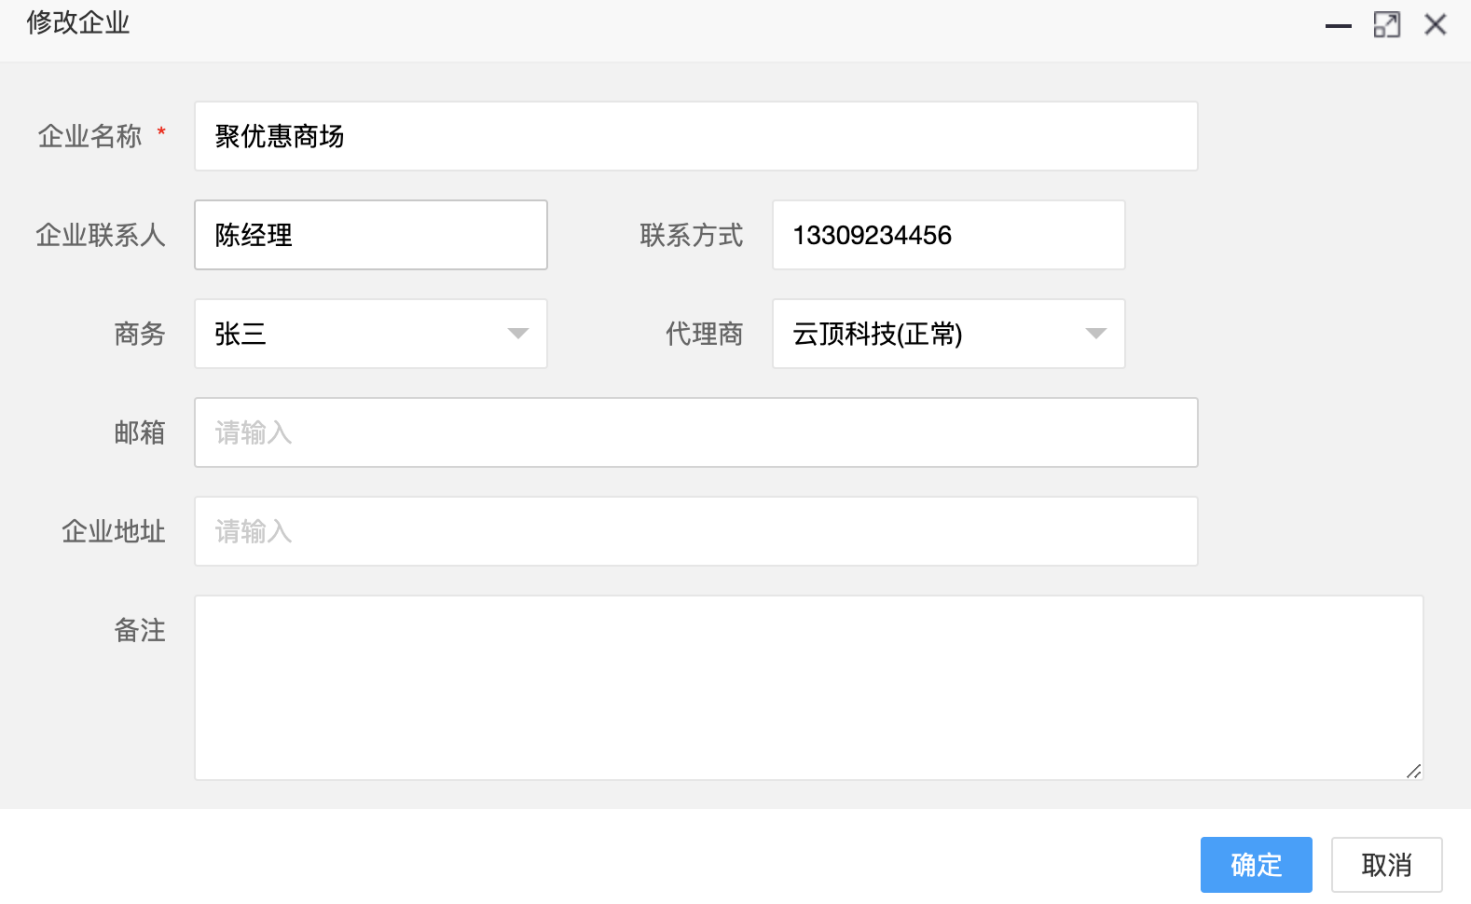 修改企业
企业名称 * 聚优惠商场
企业联系人 陈经理 联系方式 13309234456
商务 张三 代理商 云顶科技(正常)
邮箱 请输入
企业地址 请输入
备注
确定 取消